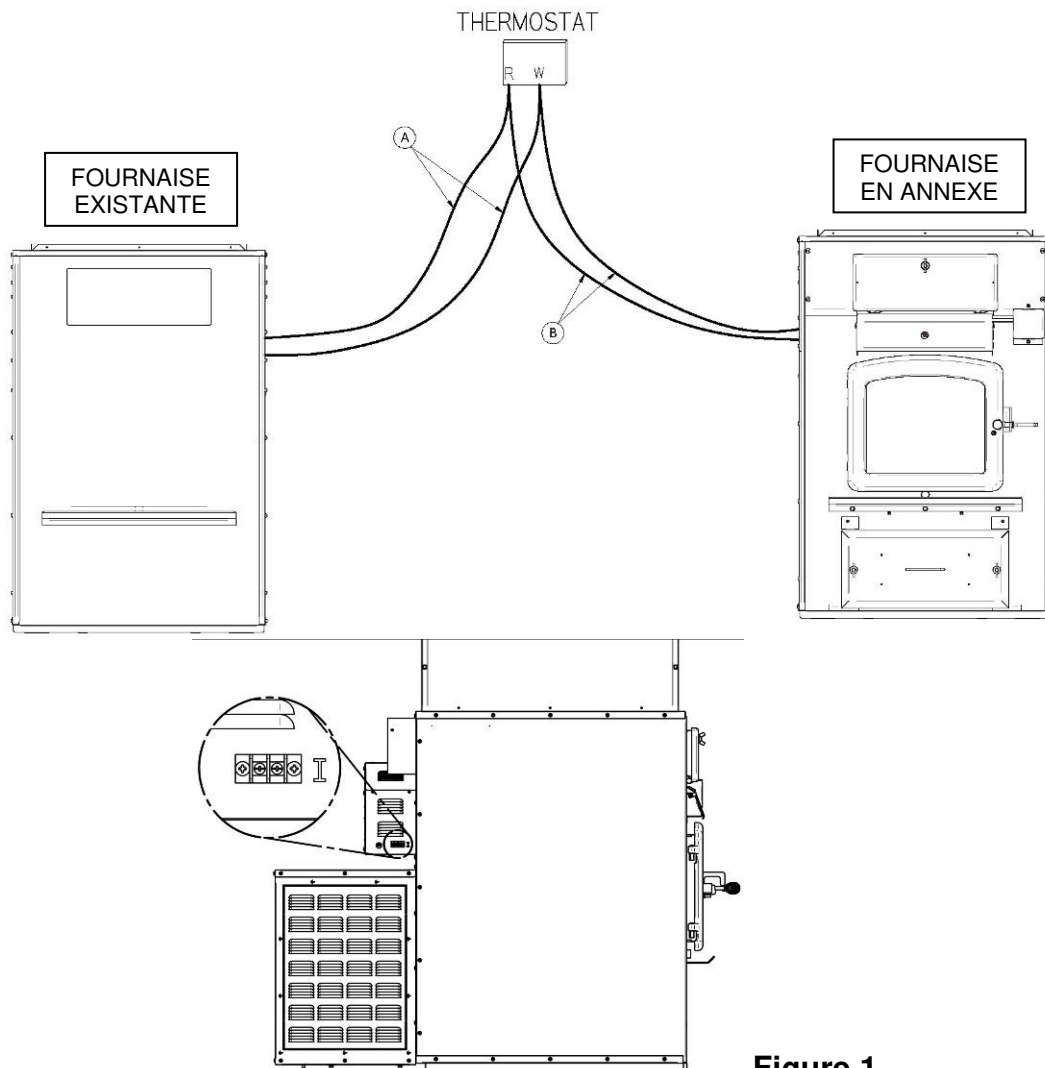 THERMOSTAT
R W
A
FOURNAISE
EXISTANTE
FOURNAISE
EN ANNEXE
B
I
Figure 1